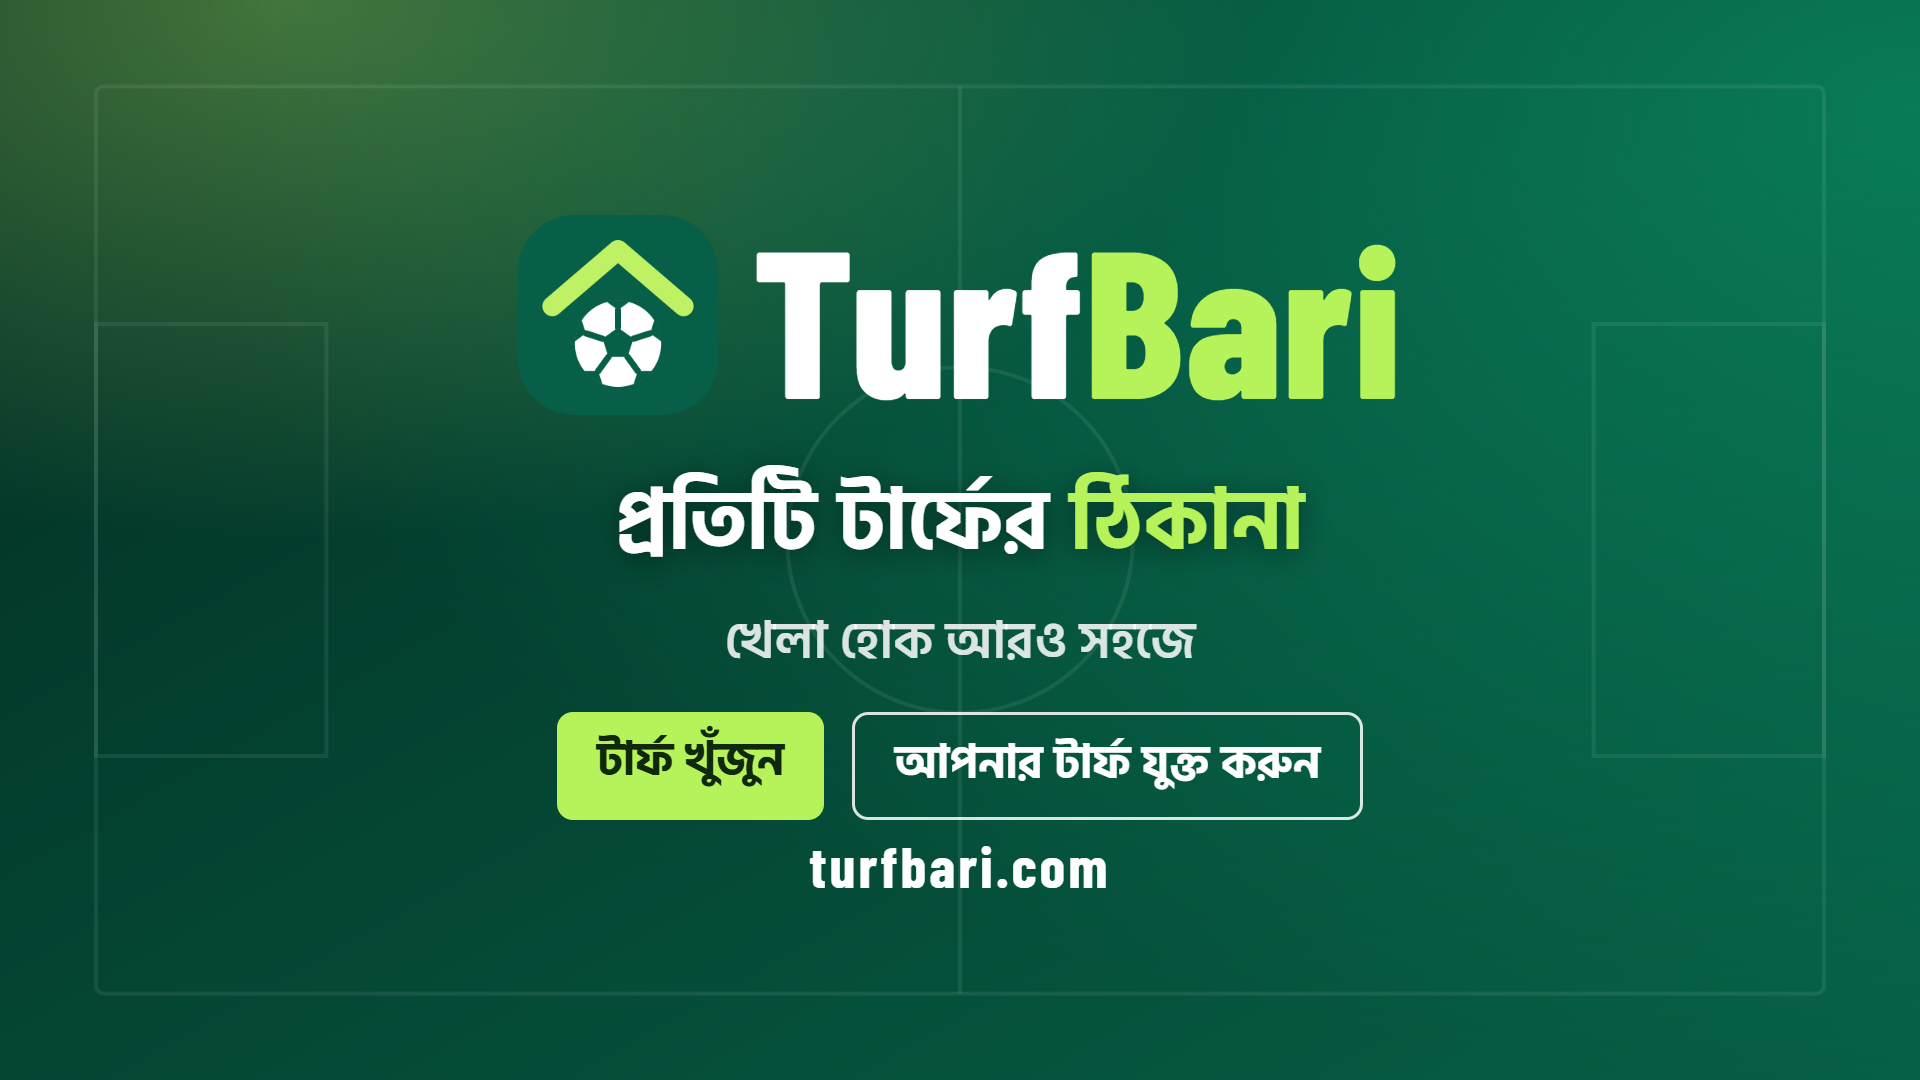 TurfBari
প্রতিটি টার্ফের ঠিকানা
খেলা হোক আরও সহজে
টার্ফ খুঁজুন
আপনার টার্ফ যুক্ত করুন
turfbari.com